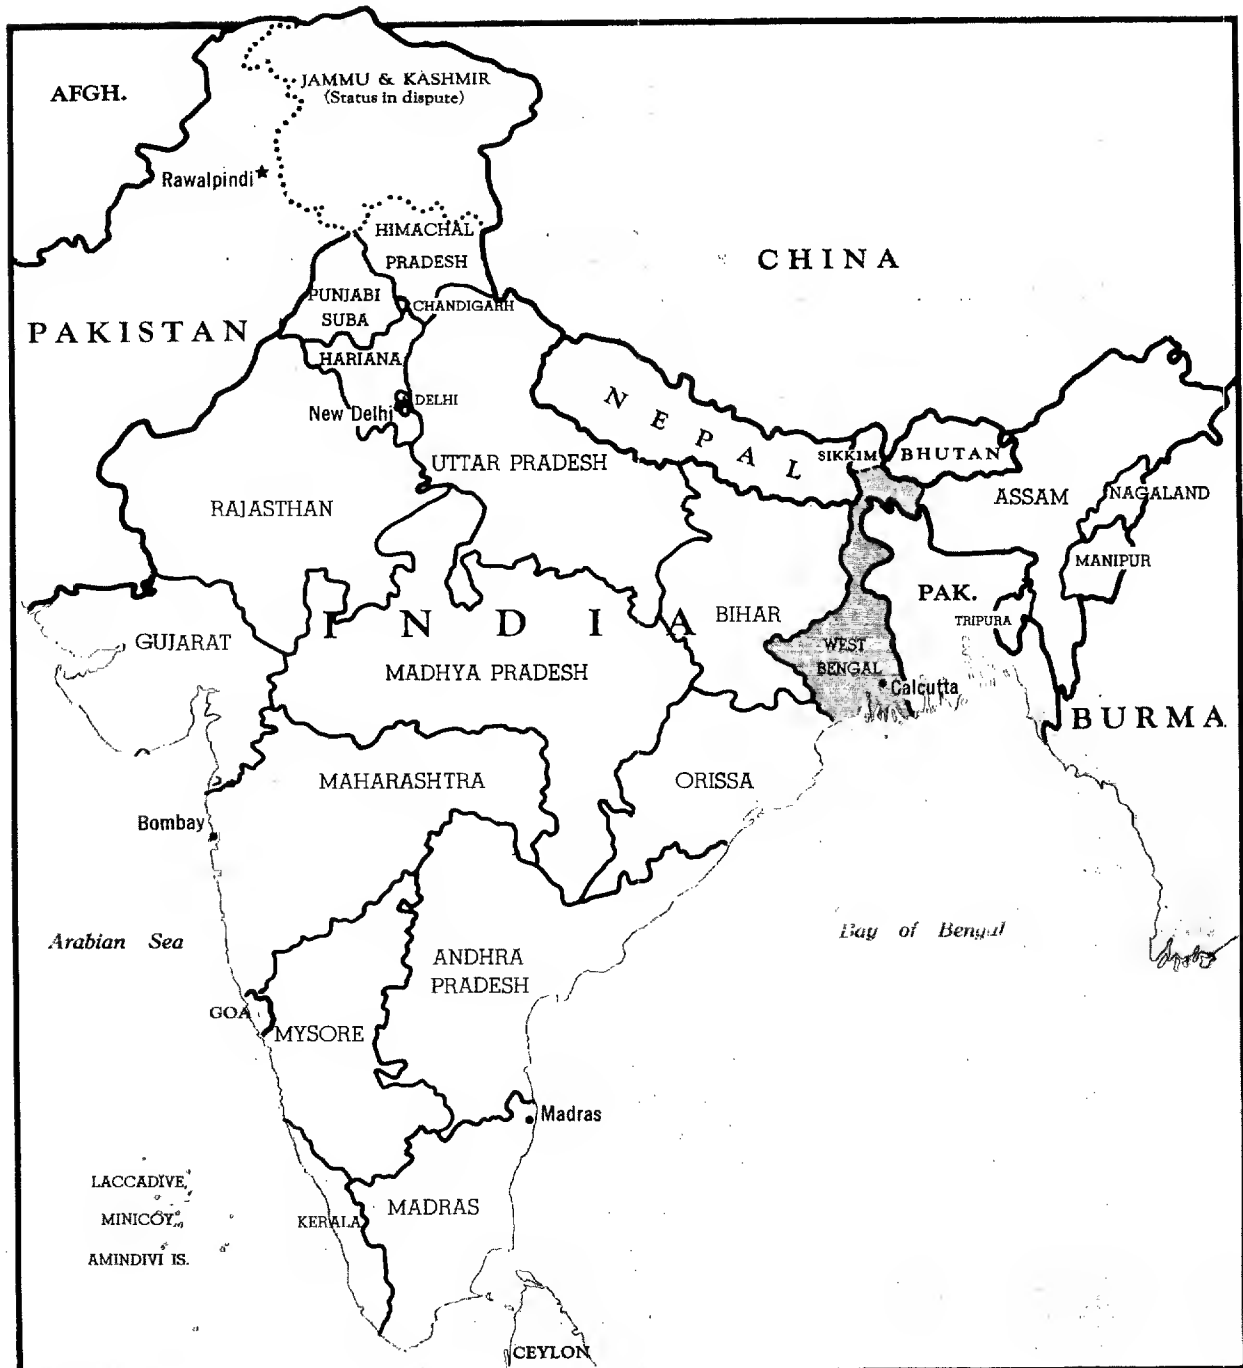 AFGH.
JAMMU & KASHMIR
(Status in dispute)
Rawalpindi
HIMACHAL
PRADESH
CHINA
PUNJABI
SUBA
CHANDIGARH
PAKISTAN
HARIANA
DELHI
New Delhi
NEPAL
SIKKIM
BHUTAN
UTTAR PRADESH
RAJASTHAN
ASSAM
NAGALAND
MANIPUR
PAK.
TRIPURA
INDIA
BIHAR
GUJARAT
WEST
BENGAL
MADHYA PRADESH
Calcutta
BURMA
MAHARASHTRA
ORISSA
Bombay
Arabian Sea
Bay of Bengal
ANDHRA
PRADESH
GOA
MYSORE
Madras
LACCADIVE,
MINICOY,
AMINDIVI IS.
KERALA
MADRAS
CEYLON